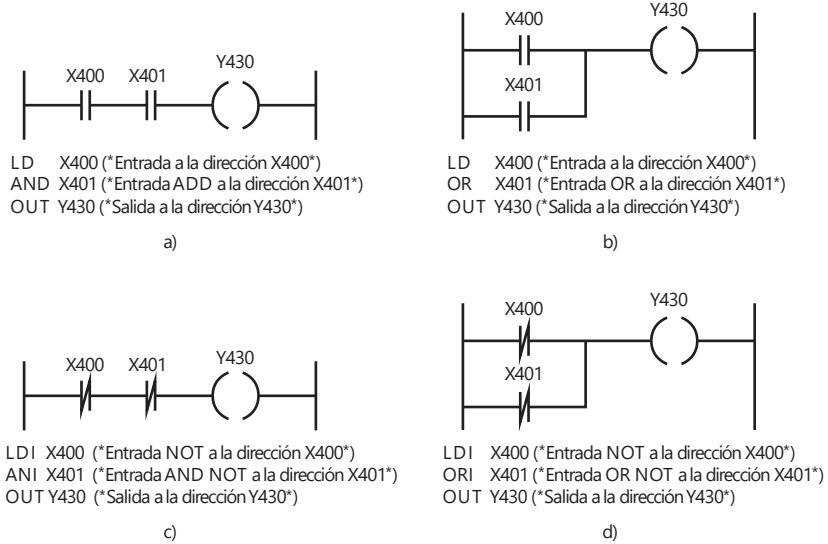 X400 X401 Y430
LD X400 (*Entrada a la dirección X400*)
AND X401 (*Entrada ADD a la dirección X401*)
OUT Y430 (*Salida a la dirección Y430*)
a)
X400 Y430
X401
LD X400 (*Entrada a la dirección X400*)
OR X401 (*Entrada OR a la dirección X401*)
OUT Y430 (*Salida a la dirección Y430*)
b)
X400 X401 Y430
LDI X400 (*Entrada NOT a la dirección X400*)
ANI X401 (*Entrada AND NOT a la dirección X401*)
OUT Y430 (*Salida a la dirección Y430*)
c)
X400 Y430
X401
LDI X400 (*Entrada NOT a la dirección X400*)
ORI X401 (*Entrada OR NOT a la dirección X401*)
OUT Y430 (*Salida a la dirección Y430*)
d)